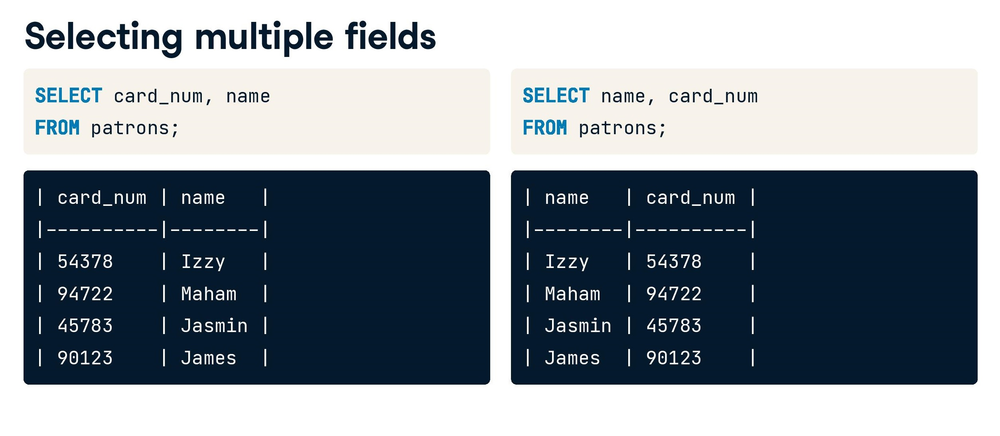 Selecting multiple fields
SELECT card_num, name
FROM patrons;
| card_num | name   |
|----------|--------|
| 54378    | Izzy   |
| 94722    | Maham  |
| 45783    | Jasmin |
| 90123    | James  |
SELECT name, card_num
FROM patrons;
| name   | card_num |
|--------|----------|
| Izzy   | 54378    |
| Maham  | 94722    |
| Jasmin | 45783    |
| James  | 90123    |